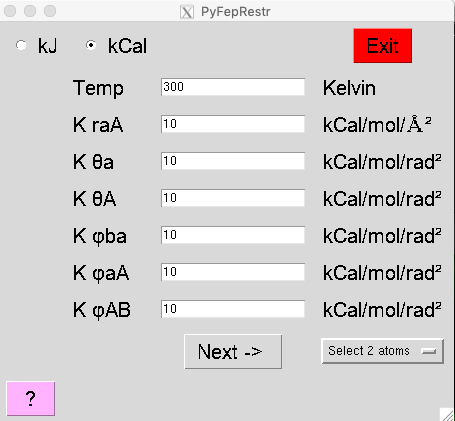 PyFepRestr
kJ kCal Exit
Temp 300 Kelvin
K raA 10 kCal/mol/Å²
K θa 10 kCal/mol/rad²
K θA 10 kCal/mol/rad²
K φba 10 kCal/mol/rad²
K φaA 10 kCal/mol/rad²
K φAB 10 kCal/mol/rad²
Next -> Select 2 atoms
?